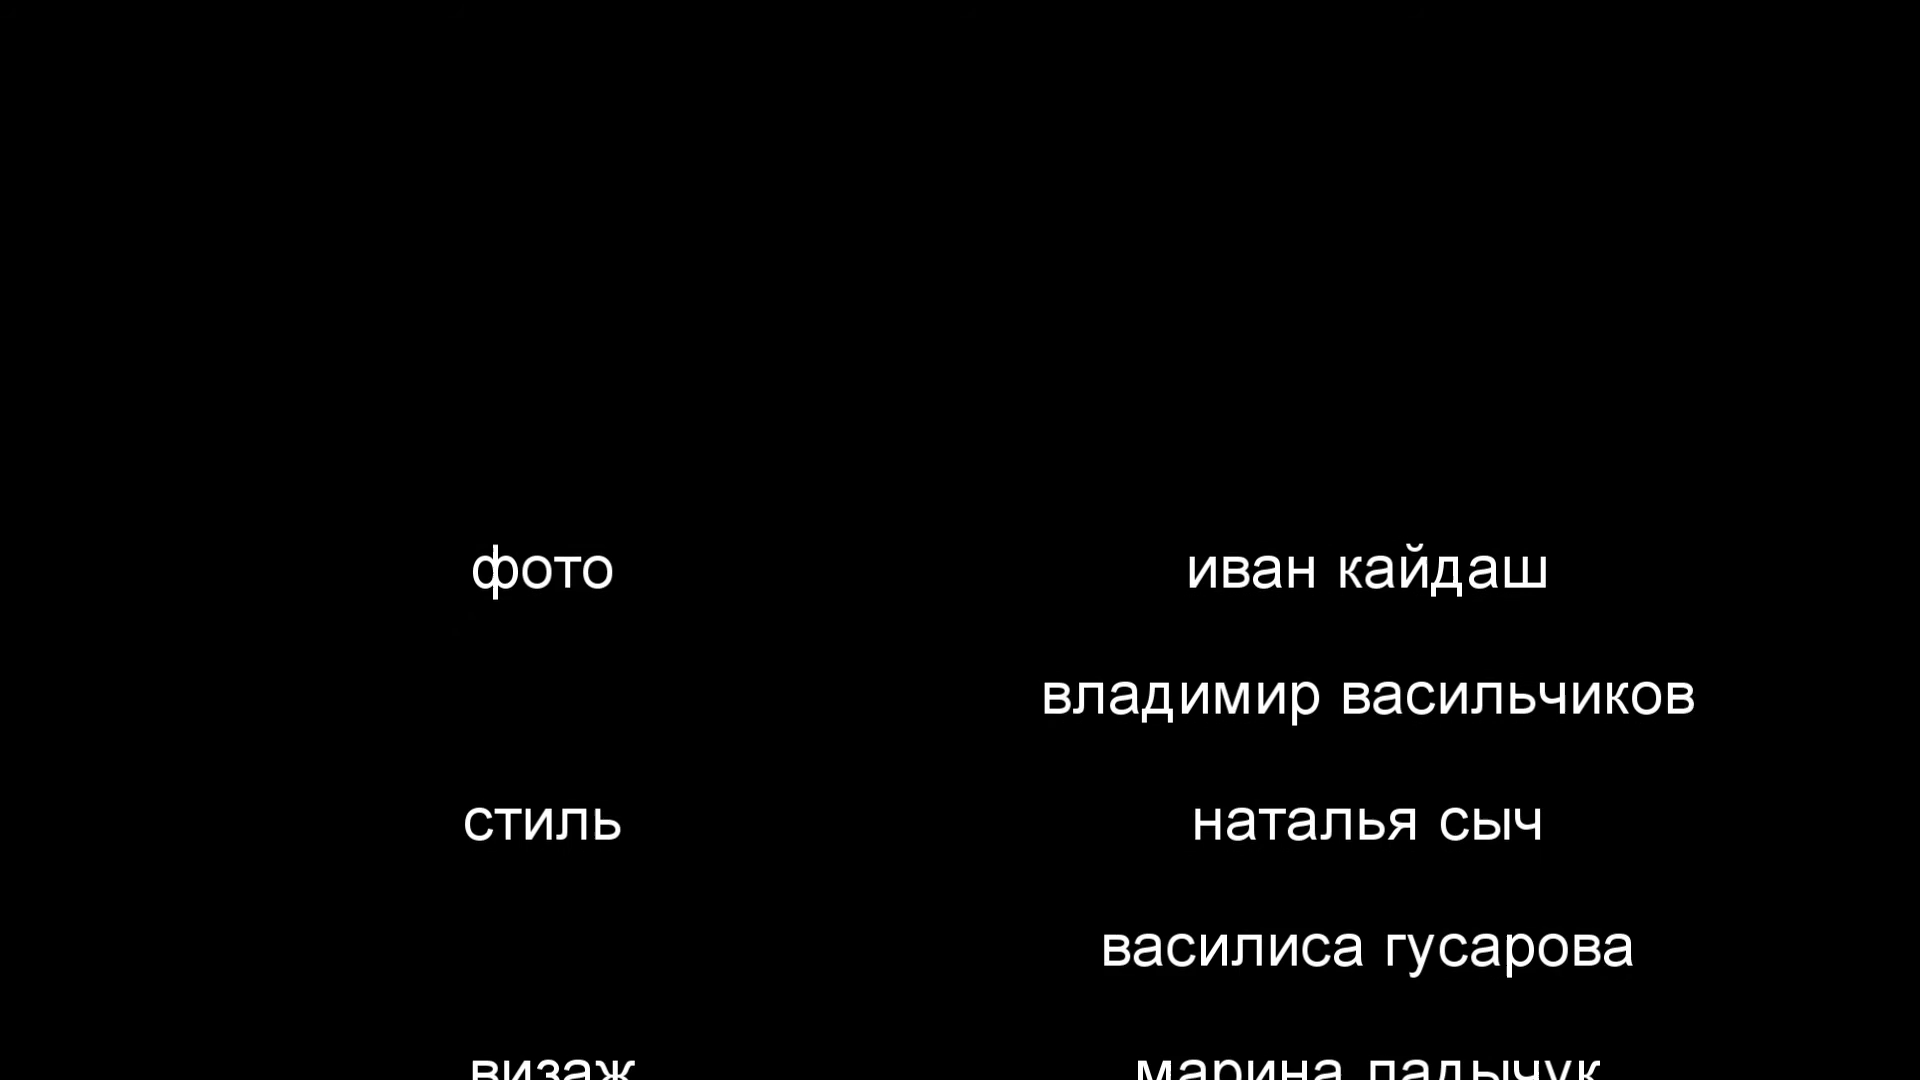 фото иван кайдаш
владимир васильчиков
стиль наталья сыч
василиса гусарова
визаж марина